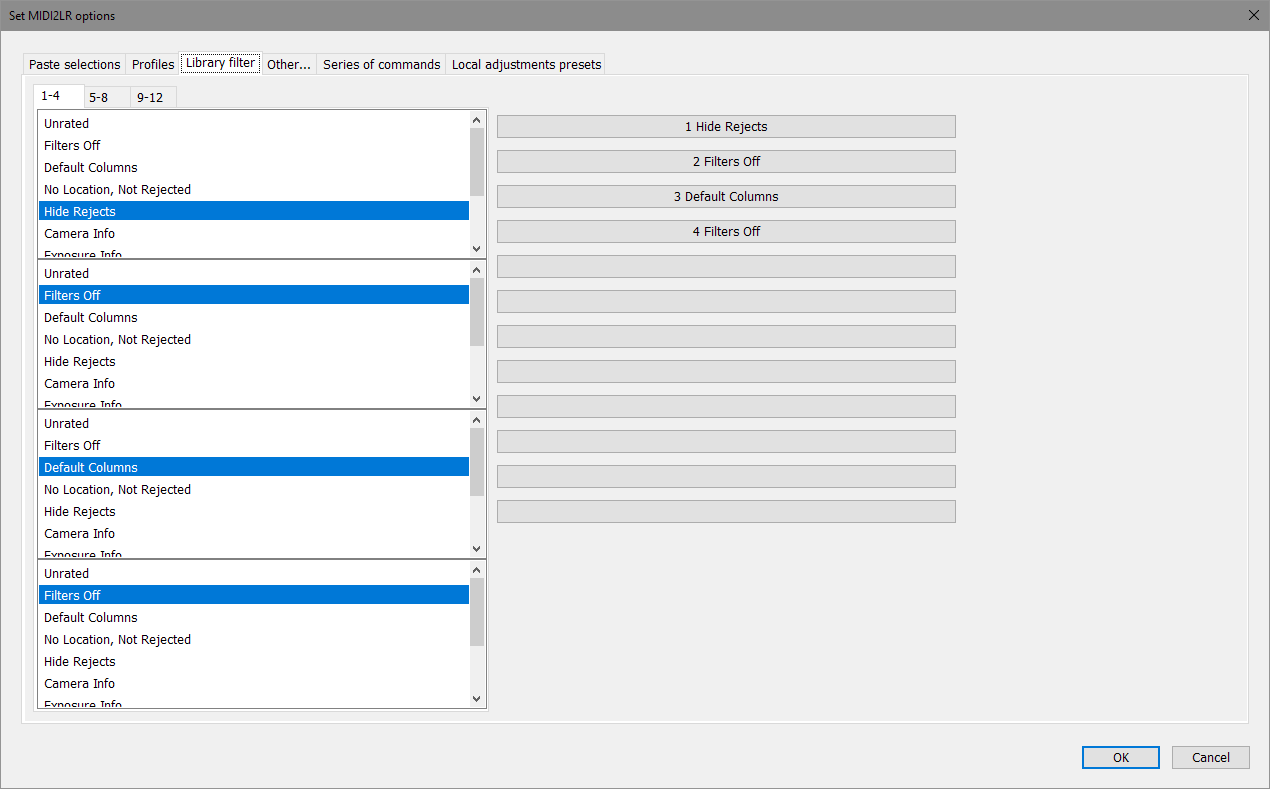 Set MIDI2LR options
Paste selections Profiles Library filter Other... Series of commands Local adjustments presets
1-4 5-8 9-12
Unrated
Filters Off
Default Columns
No Location, Not Rejected
Hide Rejects
Camera Info
Exposure Info
Unrated
Filters Off
Default Columns
No Location, Not Rejected
Hide Rejects
Camera Info
Exposure Info
Unrated
Filters Off
Default Columns
No Location, Not Rejected
Hide Rejects
Camera Info
Exposure Info
Unrated
Filters Off
Default Columns
No Location, Not Rejected
Hide Rejects
Camera Info
Exposure Info
1 Hide Rejects
2 Filters Off
3 Default Columns
4 Filters Off
OK Cancel